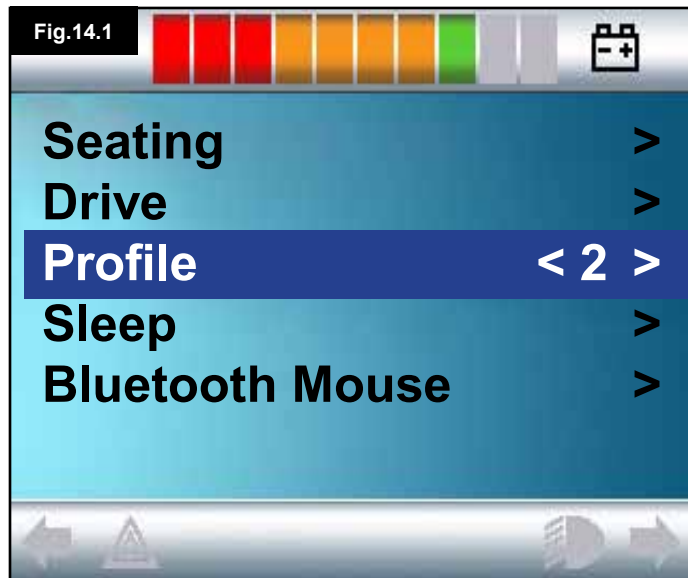 Fig.14.1
Seating >
Drive >
Profile < 2 >
Sleep >
Bluetooth Mouse >